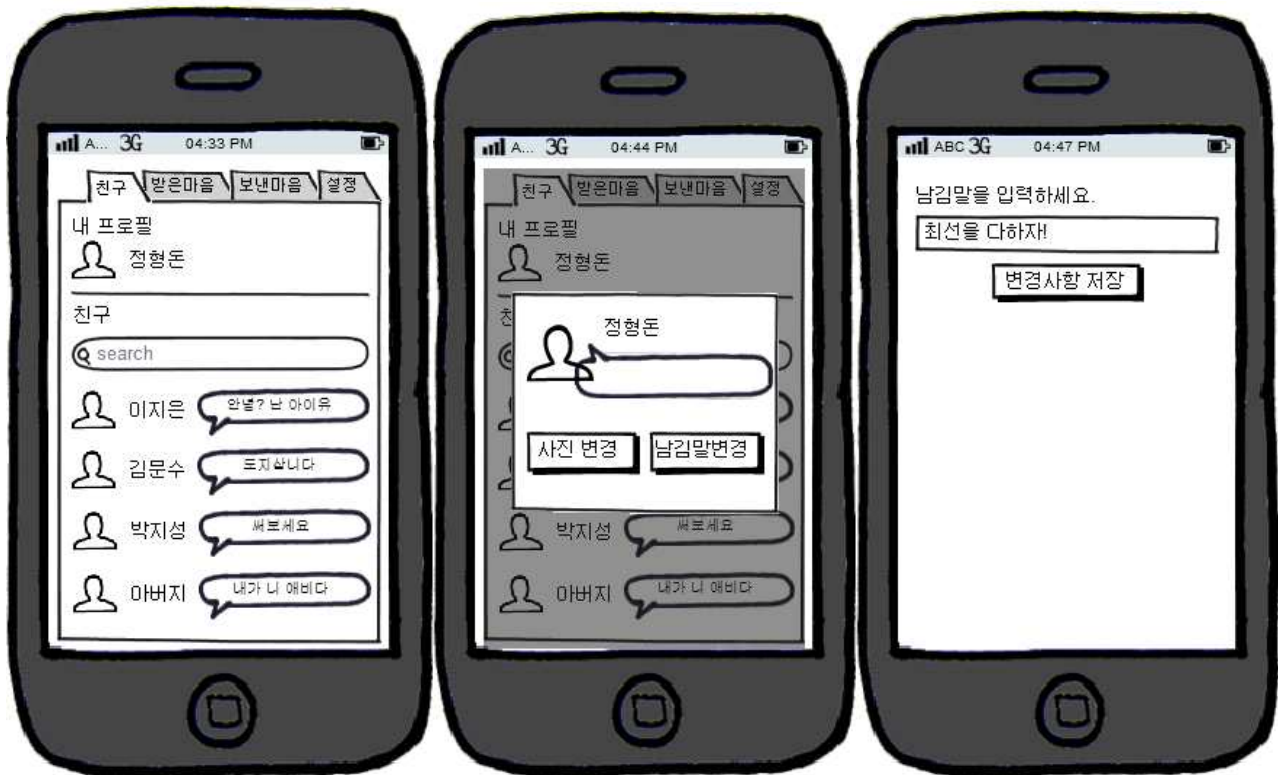 A... 3G 04:33 PM
친구 받은마음 보낸마음 설정
내 프로필
정형돈
친구
search
이지은 안녕? 난 아이유
김문수 도지삽니다
박지성 써보세요
아버지 내가 니 애비다
A... 3G 04:44 PM
친구 받은마음 보낸마음 설정
내 프로필
정형돈
친
정형돈
사진 변경 남김말변경
박지성 써보세요
아버지 내가 니 애비다
ABC 3G 04:47 PM
남김말을 입력하세요.
최선을 다하자!
변경사항 저장